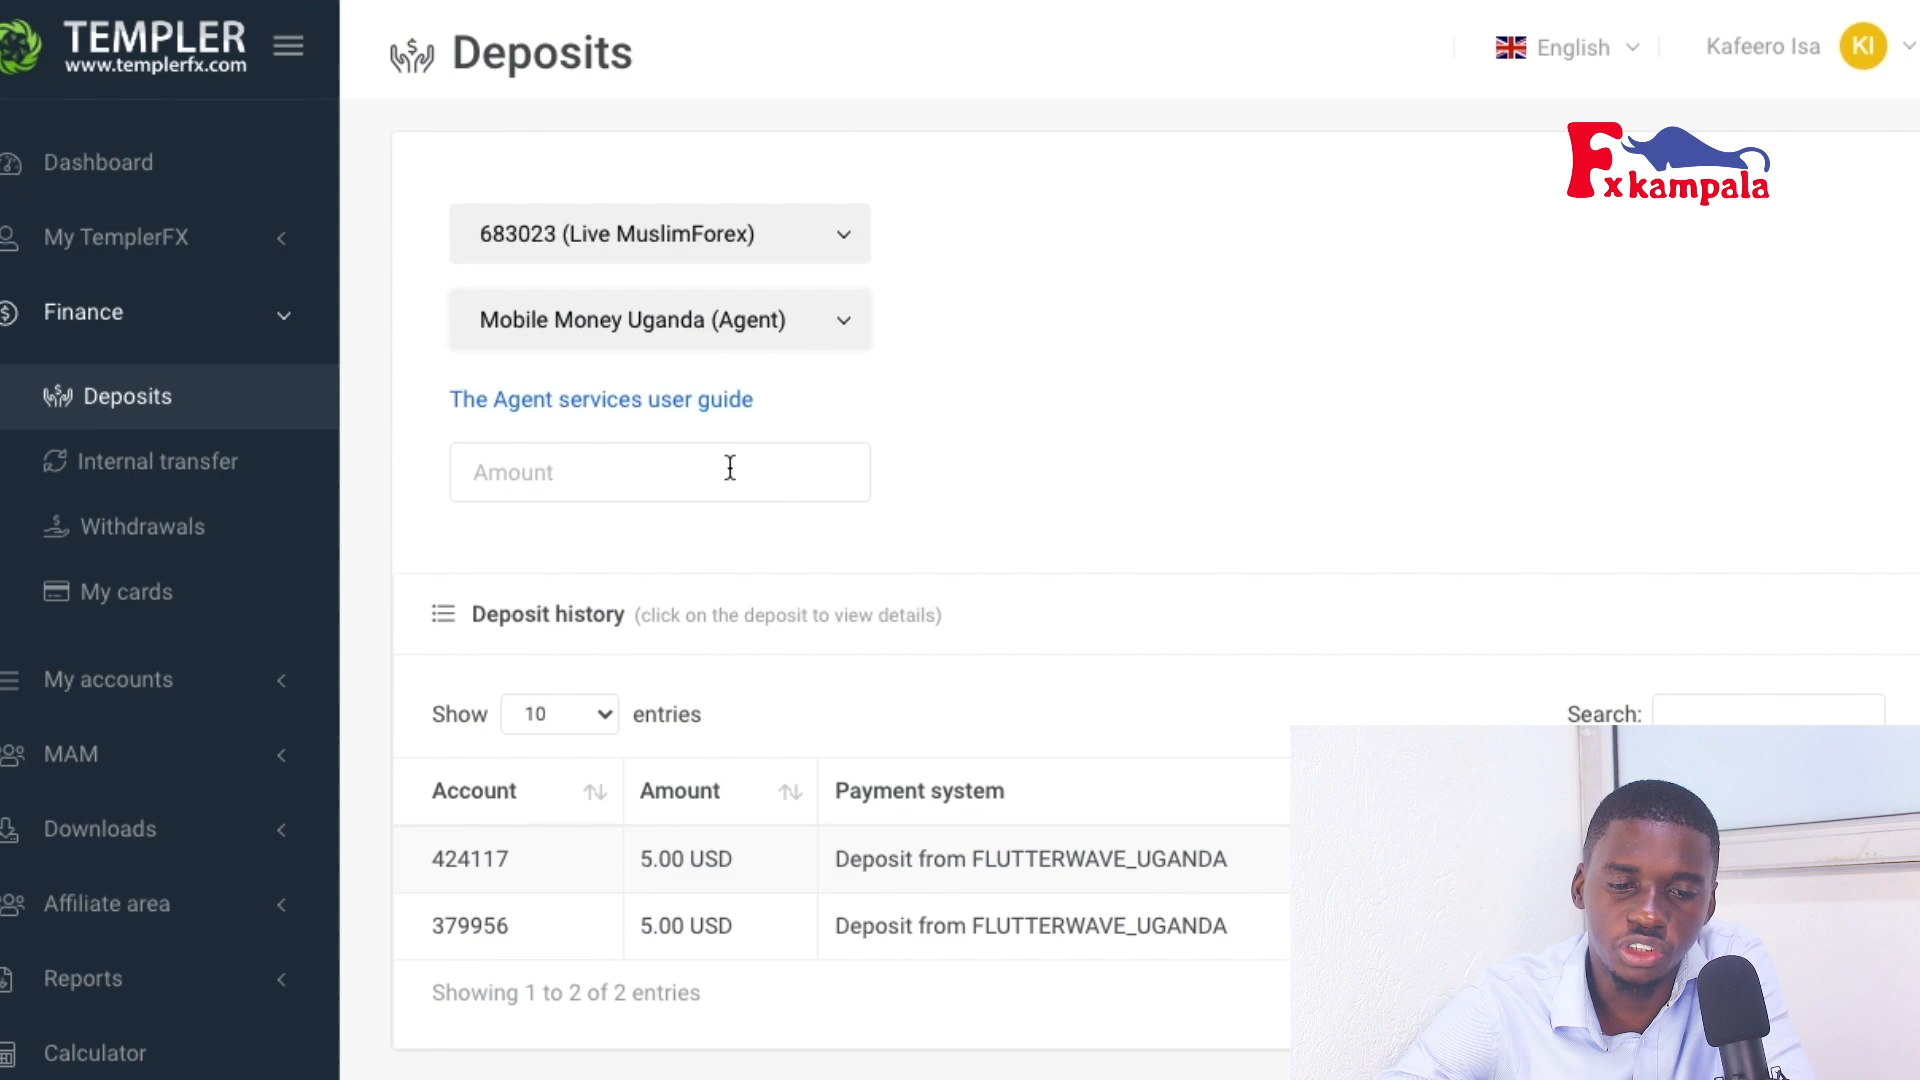 TEMPLER
www.templerfx.com
Deposits
English
Kafeero Isa
KI
Fxkampala
Dashboard
My TemplerFX
Finance
Deposits
Internal transfer
Withdrawals
My cards
My accounts
MAM
Downloads
Affiliate area
Reports
Calculator
683023 (Live MuslimForex)
Mobile Money Uganda (Agent)
The Agent services user guide
Amount
Deposit history (click on the deposit to view details)
Show 10 entries
Search:
Account Amount Payment system
424117 5.00 USD Deposit from FLUTTERWAVE_UGANDA
379956 5.00 USD Deposit from FLUTTERWAVE_UGANDA
Showing 1 to 2 of 2 entries